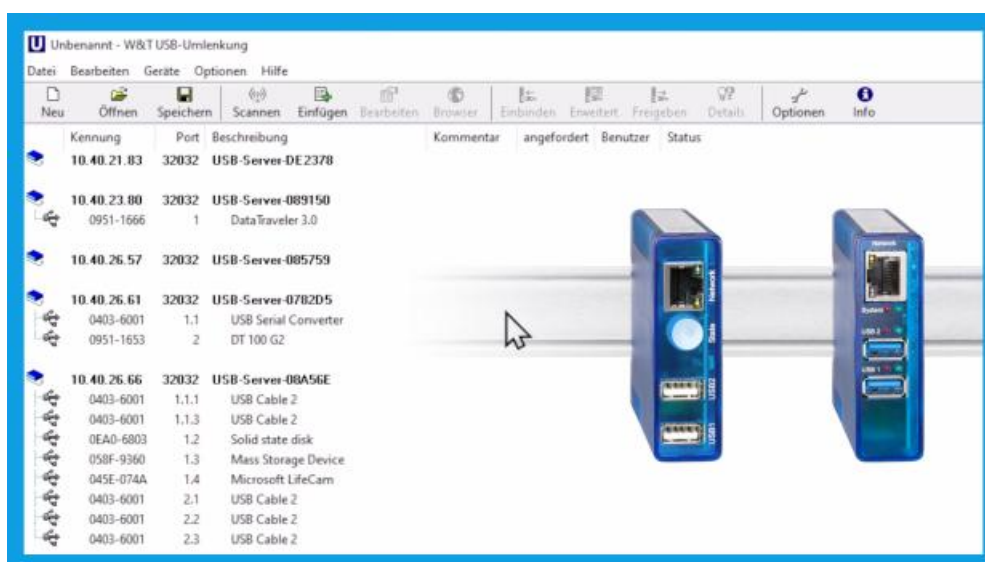 U Unbenannt - W&T USB-Umlenkung
Datei Bearbeiten Geräte Optionen Hilfe
Neu Öffnen Speichern Scannen Einfügen Bearbeiten Browser Einbinden Erweitert Freigeben Details Optionen Info
Kennung Port Beschreibung Kommentar angefordert Benutzer Status
10.40.21.83 32032 USB-Server-DE2378
10.40.23.80 32032 USB-Server-089150
0951-1666 1 DataTraveler 3.0
10.40.26.57 32032 USB-Server-085759
10.40.26.61 32032 USB-Server-0782D5
0403-6001 1.1 USB Serial Converter
0951-1653 2 DT 100 G2
10.40.26.66 32032 USB-Server-08A56E
0403-6001 1.1.1 USB Cable 2
0403-6001 1.1.3 USB Cable 2
0EA0-6803 1.2 Solid state disk
058F-9360 1.3 Mass Storage Device
045E-074A 1.4 Microsoft LifeCam
0403-6001 2.1 USB Cable 2
0403-6001 2.2 USB Cable 2
0403-6001 2.3 USB Cable 2
Network
State
USB2
USB1
Network
System
USB 2
USB 1